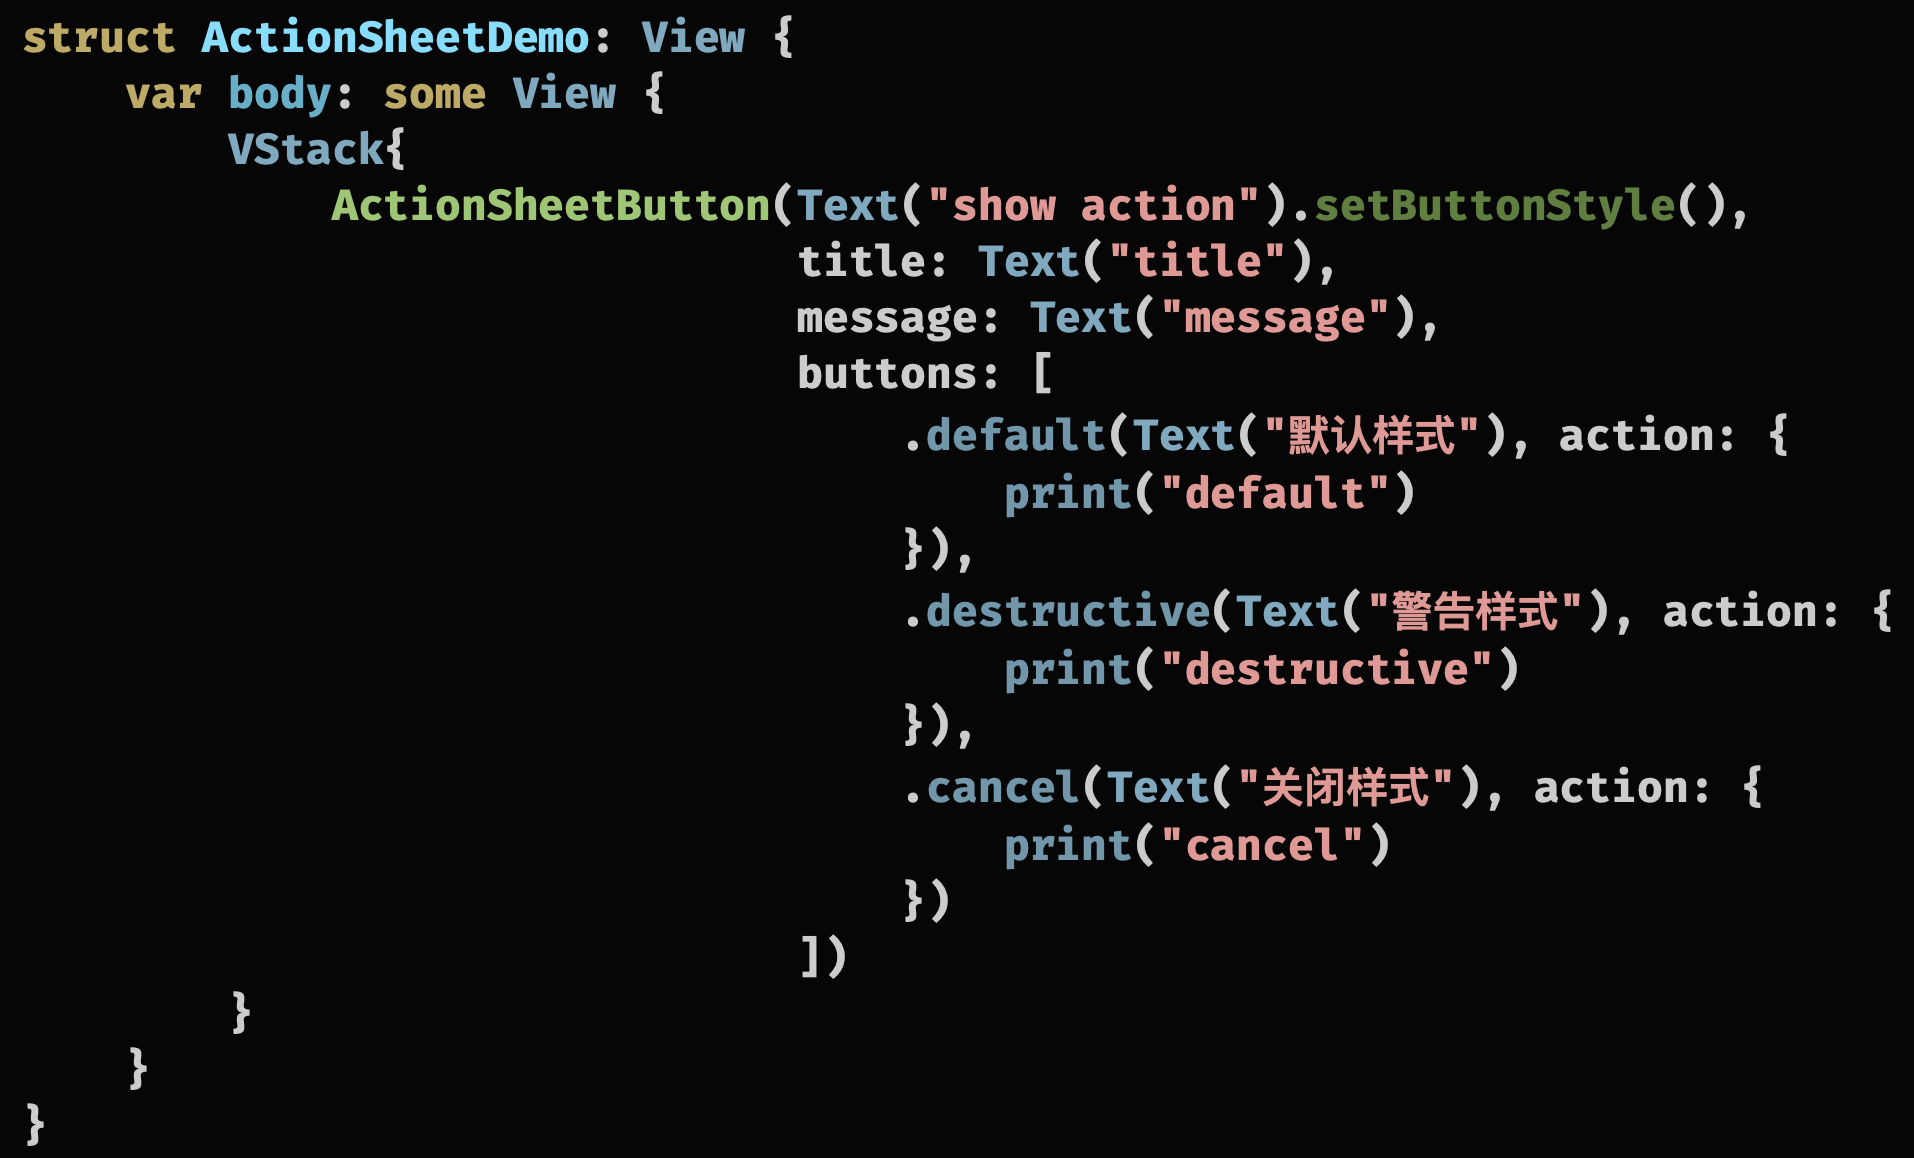 struct ActionSheetDemo: View {
    var body: some View {
        VStack{
            ActionSheetButton(Text("show action").setButtonStyle(),
                              title: Text("title"),
                              message: Text("message"),
                              buttons: [
                                  .default(Text("默认样式"), action: {
                                      print("default")
                                  }),
                                  .destructive(Text("警告样式"), action: {
                                      print("destructive")
                                  }),
                                  .cancel(Text("关闭样式"), action: {
                                      print("cancel")
                                  })
                              ])
        }
    }
}